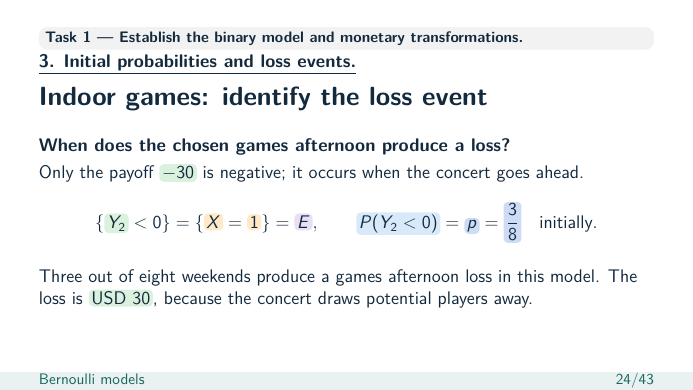 Task 1 — Establish the binary model and monetary transformations.
3. Initial probabilities and loss events.
Indoor games: identify the loss event
When does the chosen games afternoon produce a loss?
Only the payoff −30 is negative; it occurs when the concert goes ahead.
{Y₂ < 0} = {X = 1} = E, P(Y₂ < 0) = p = 3/8 initially.
Three out of eight weekends produce a games afternoon loss in this model. The
loss is USD 30, because the concert draws potential players away.
Bernoulli models 24/43